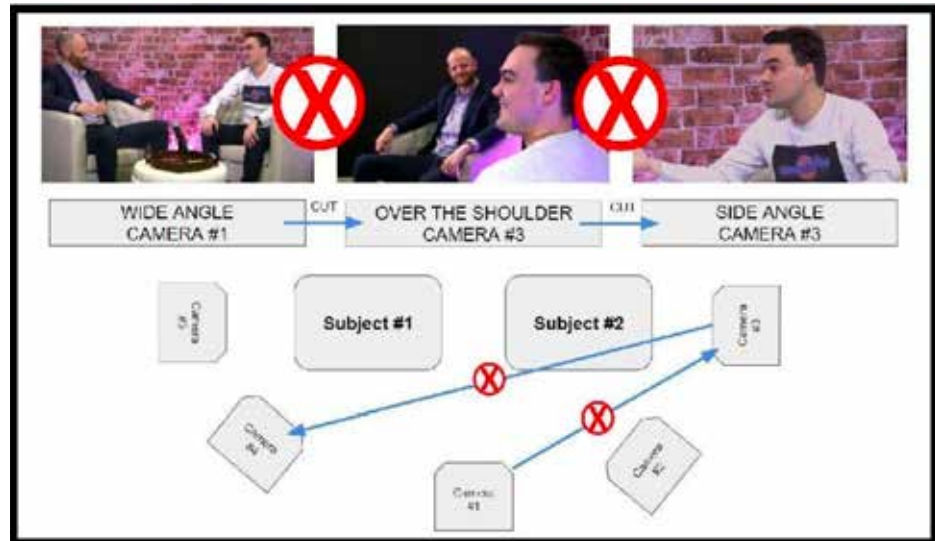 X
X
WIDE ANGLE
CAMERA #1
CUT
OVER THE SHOULDER
CAMERA #3
CUT
SIDE ANGLE
CAMERA #3
Camera
Subject #1
Subject #2
Camera
#3
X
X
Camera
#4
Camera
#2
Camera
#1